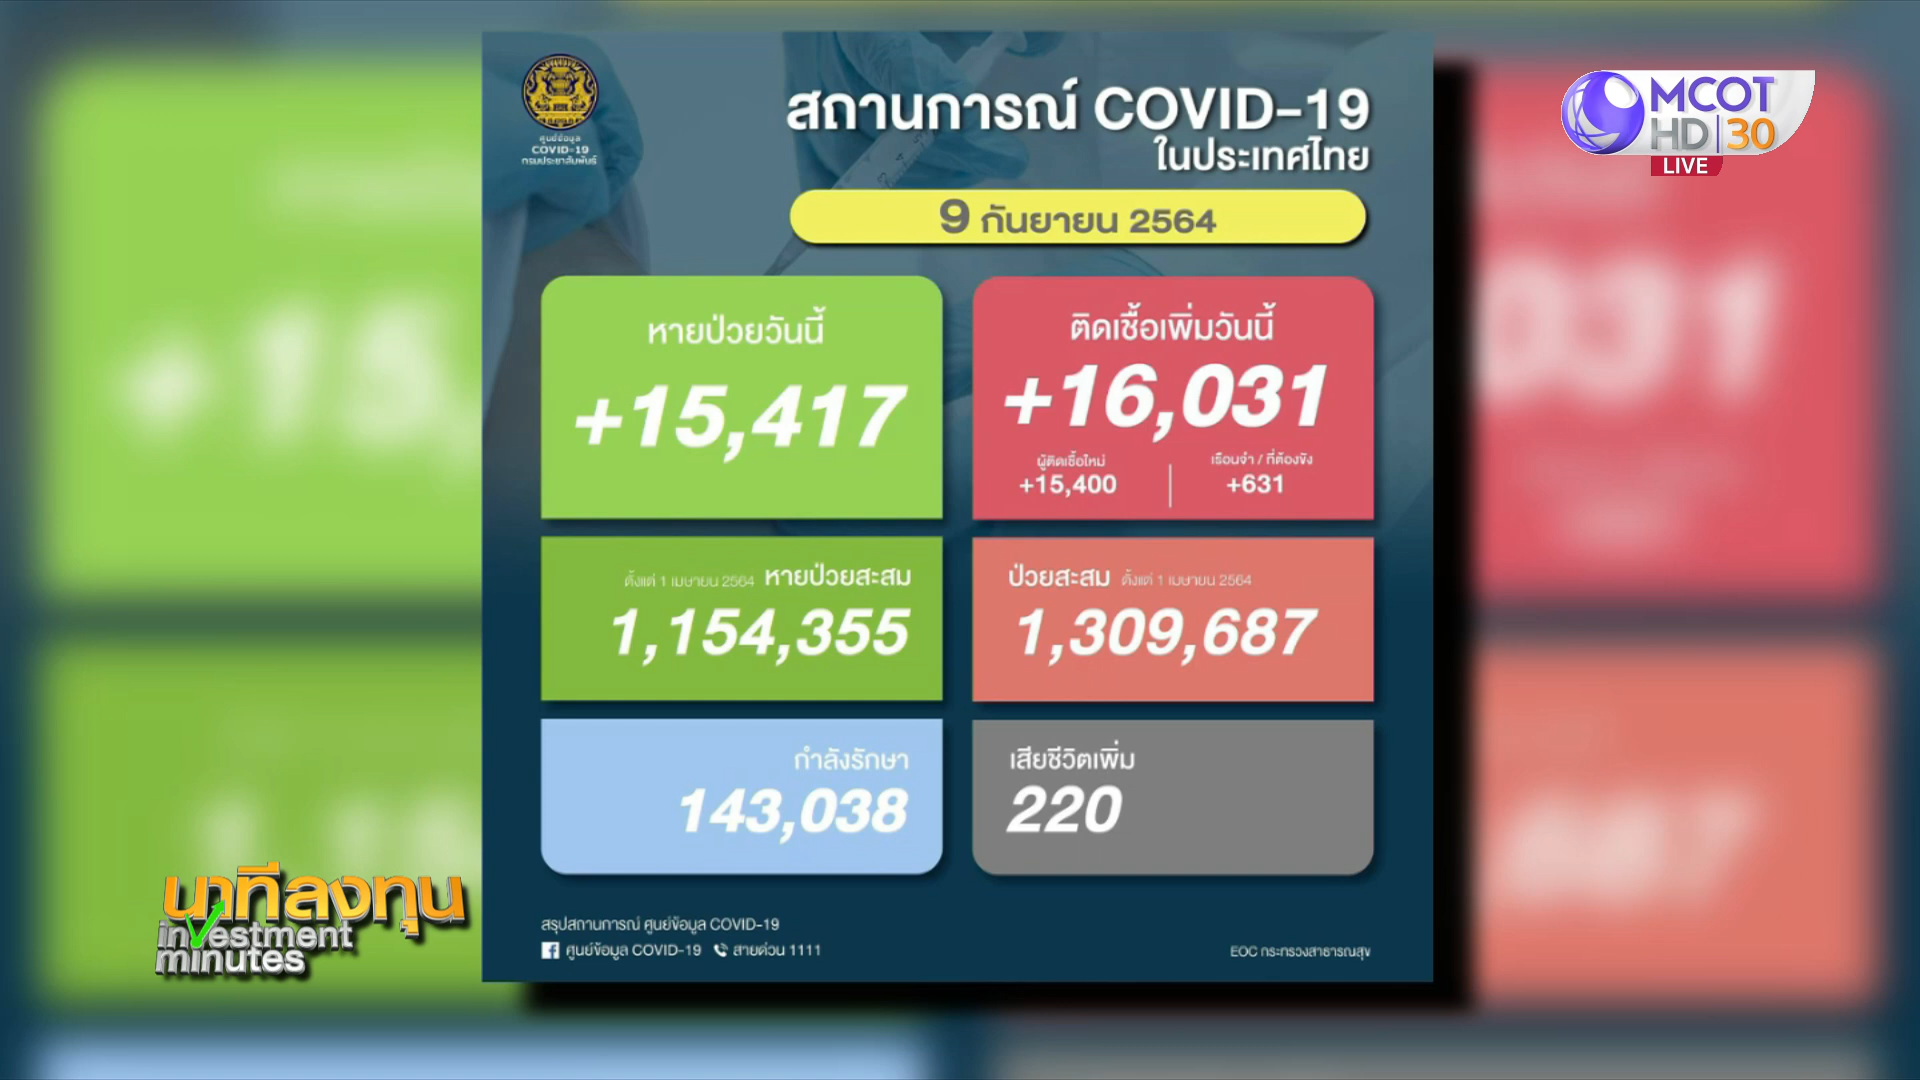 ศูนย์ข้อมูล
COVID-19
กรมประชาสัมพันธ์
สถานการณ์ COVID-19
ในประเทศไทย
9 กันยายน 2564
MCOT
HD 30
LIVE
หายป่วยวันนี้
+15,417
ติดเชื้อเพิ่มวันนี้
+16,031
ผู้ติดเชื้อใหม่
+15,400
เรือนจำ / ที่ต้องขัง
+631
ตั้งแต่ 1 เมษายน 2564 หายป่วยสะสม
1,154,355
ป่วยสะสม ตั้งแต่ 1 เมษายน 2564
1,309,687
กำลังรักษา
143,038
เสียชีวิตเพิ่ม
220
นาทีลงทุน
investment
minutes
สรุปสถานการณ์ ศูนย์ข้อมูล COVID-19
ศูนย์ข้อมูล COVID-19 สายด่วน 1111
EOC กระทรวงสาธารณสุข